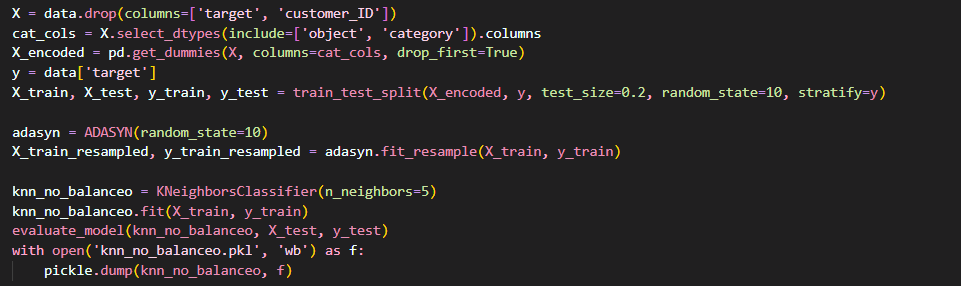 X = data.drop(columns=['target', 'customer_ID'])
cat_cols = X.select_dtypes(include=['object', 'category']).columns
X_encoded = pd.get_dummies(X, columns=cat_cols, drop_first=True)
y = data['target']
X_train, X_test, y_train, y_test = train_test_split(X_encoded, y, test_size=0.2, random_state=10, stratify=y)
adasyn = ADASYN(random_state=10)
X_train_resampled, y_train_resampled = adasyn.fit_resample(X_train, y_train)
knn_no_balanceo = KNeighborsClassifier(n_neighbors=5)
knn_no_balanceo.fit(X_train, y_train)
evaluate_model(knn_no_balanceo, X_test, y_test)
with open('knn_no_balanceo.pkl', 'wb') as f:
    pickle.dump(knn_no_balanceo, f)